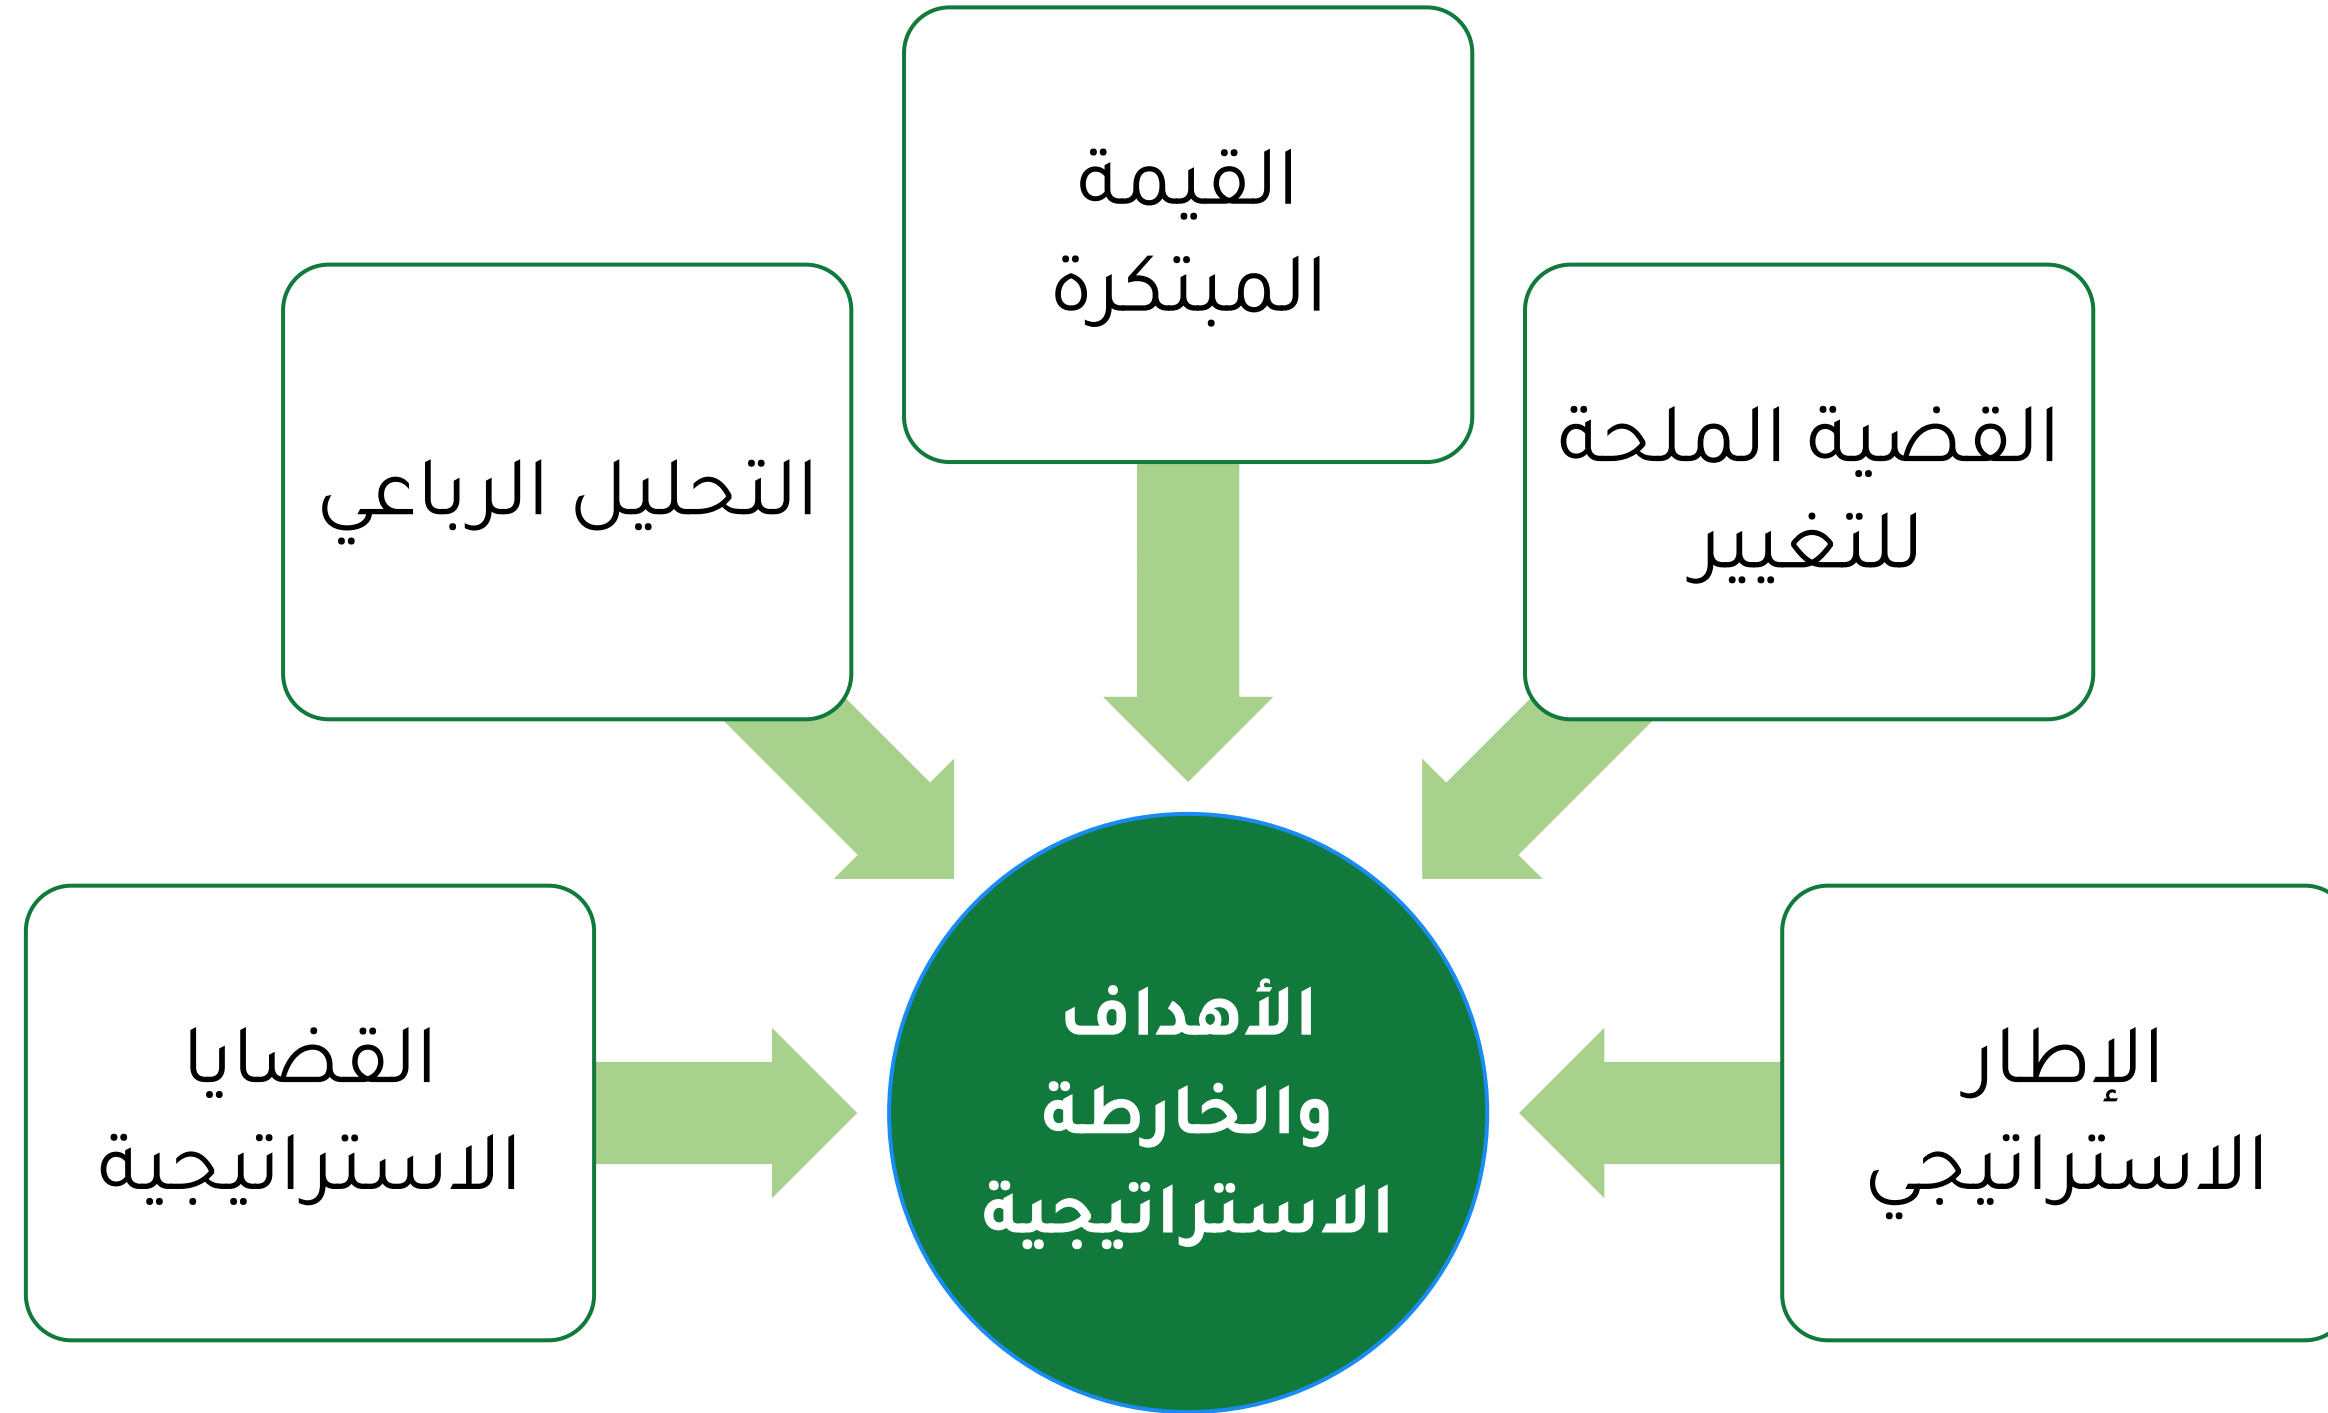 القيمة
المبتكرة
القضية الملحة
للتغيير
التحليل الرباعي
الإطار
الاستراتيجي
الأهداف
والخارطة
الاستراتيجية
القضايا
الاستراتيجية